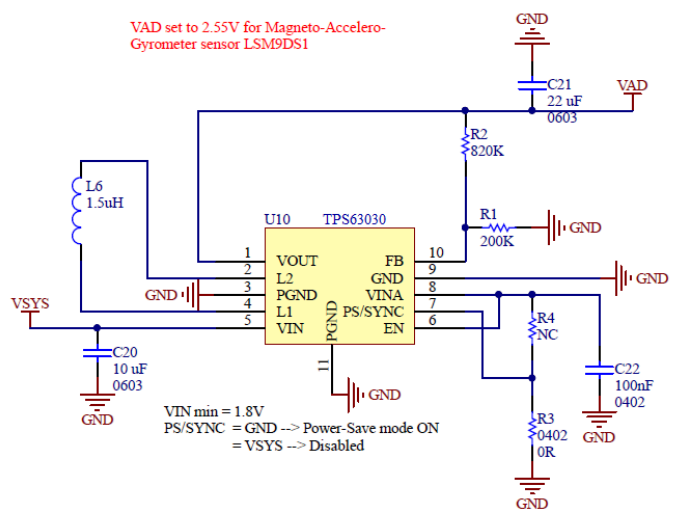 VAD set to 2.55V for Magneto-Accelero-
Gyrometer sensor LSM9DS1
GND
C21
22 uF
0603
VAD
R2
820K
L6
1.5uH
R1
200K
GND
U10 TPS63030
1 VOUT FB 10
2 L2 GND 9
GND 3 PGND VINA 8
4 L1 PS/SYNC 7
5 VIN EN 6
PGND
11
GND
VSYS
C20
10 uF
0603
GND
GND
R4
NC
C22
100nF
0402
GND
R3
0402
0R
GND
VIN min = 1.8V
PS/SYNC = GND --> Power-Save mode ON
= VSYS --> Disabled